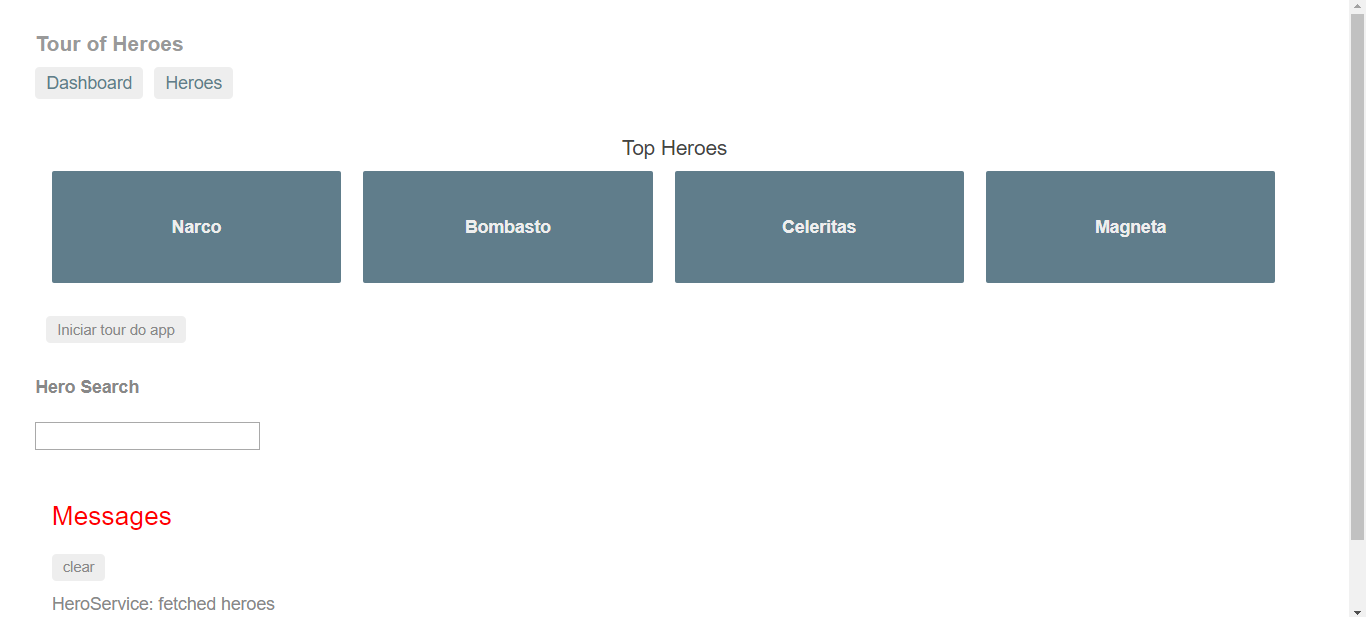 Tour of Heroes
Dashboard Heroes
Top Heroes
Narco Bombasto Celeritas Magneta
Iniciar tour do app
Hero Search
Messages
clear
HeroService: fetched heroes